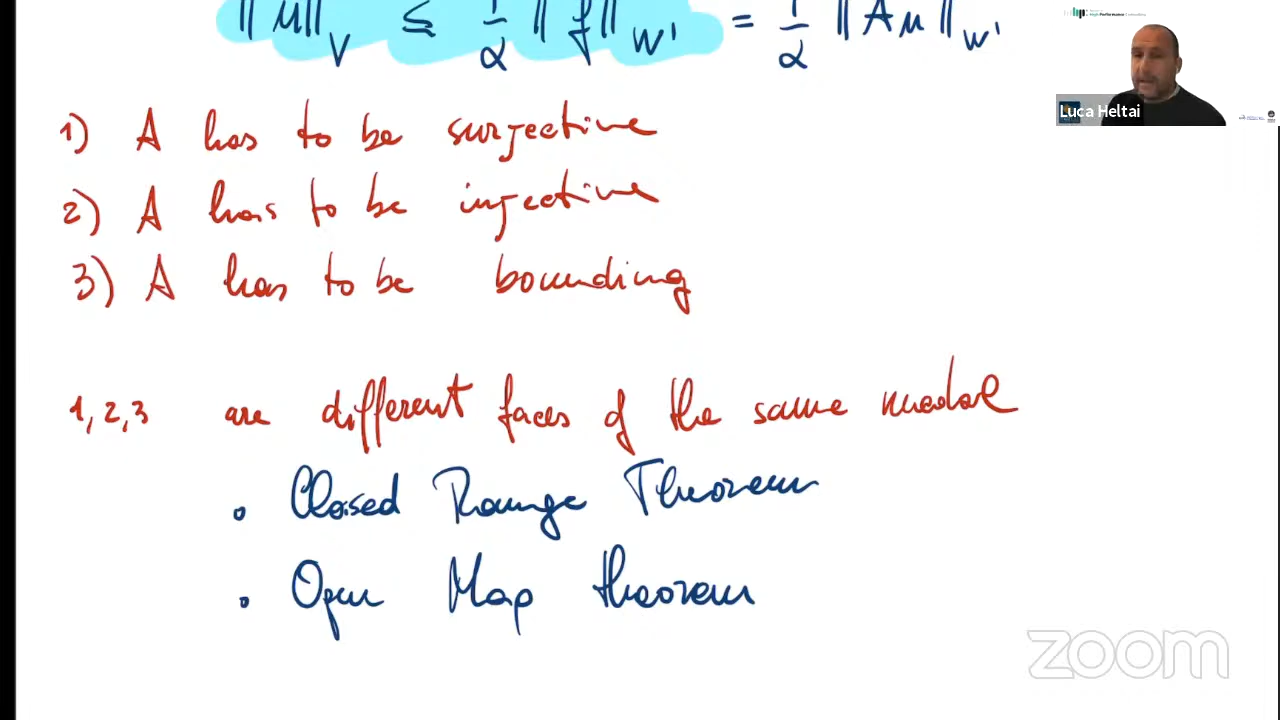 ‖u‖_V ≤ 1/α ‖f‖_W' = 1/α ‖Au‖_W'
Luca Heltai
1) A has to be surjective
2) A has to be injective
3) A has to be bounding
1,2,3 are different faces of the same medal
• Closed Range Theorem
• Open Map theorem
zoom